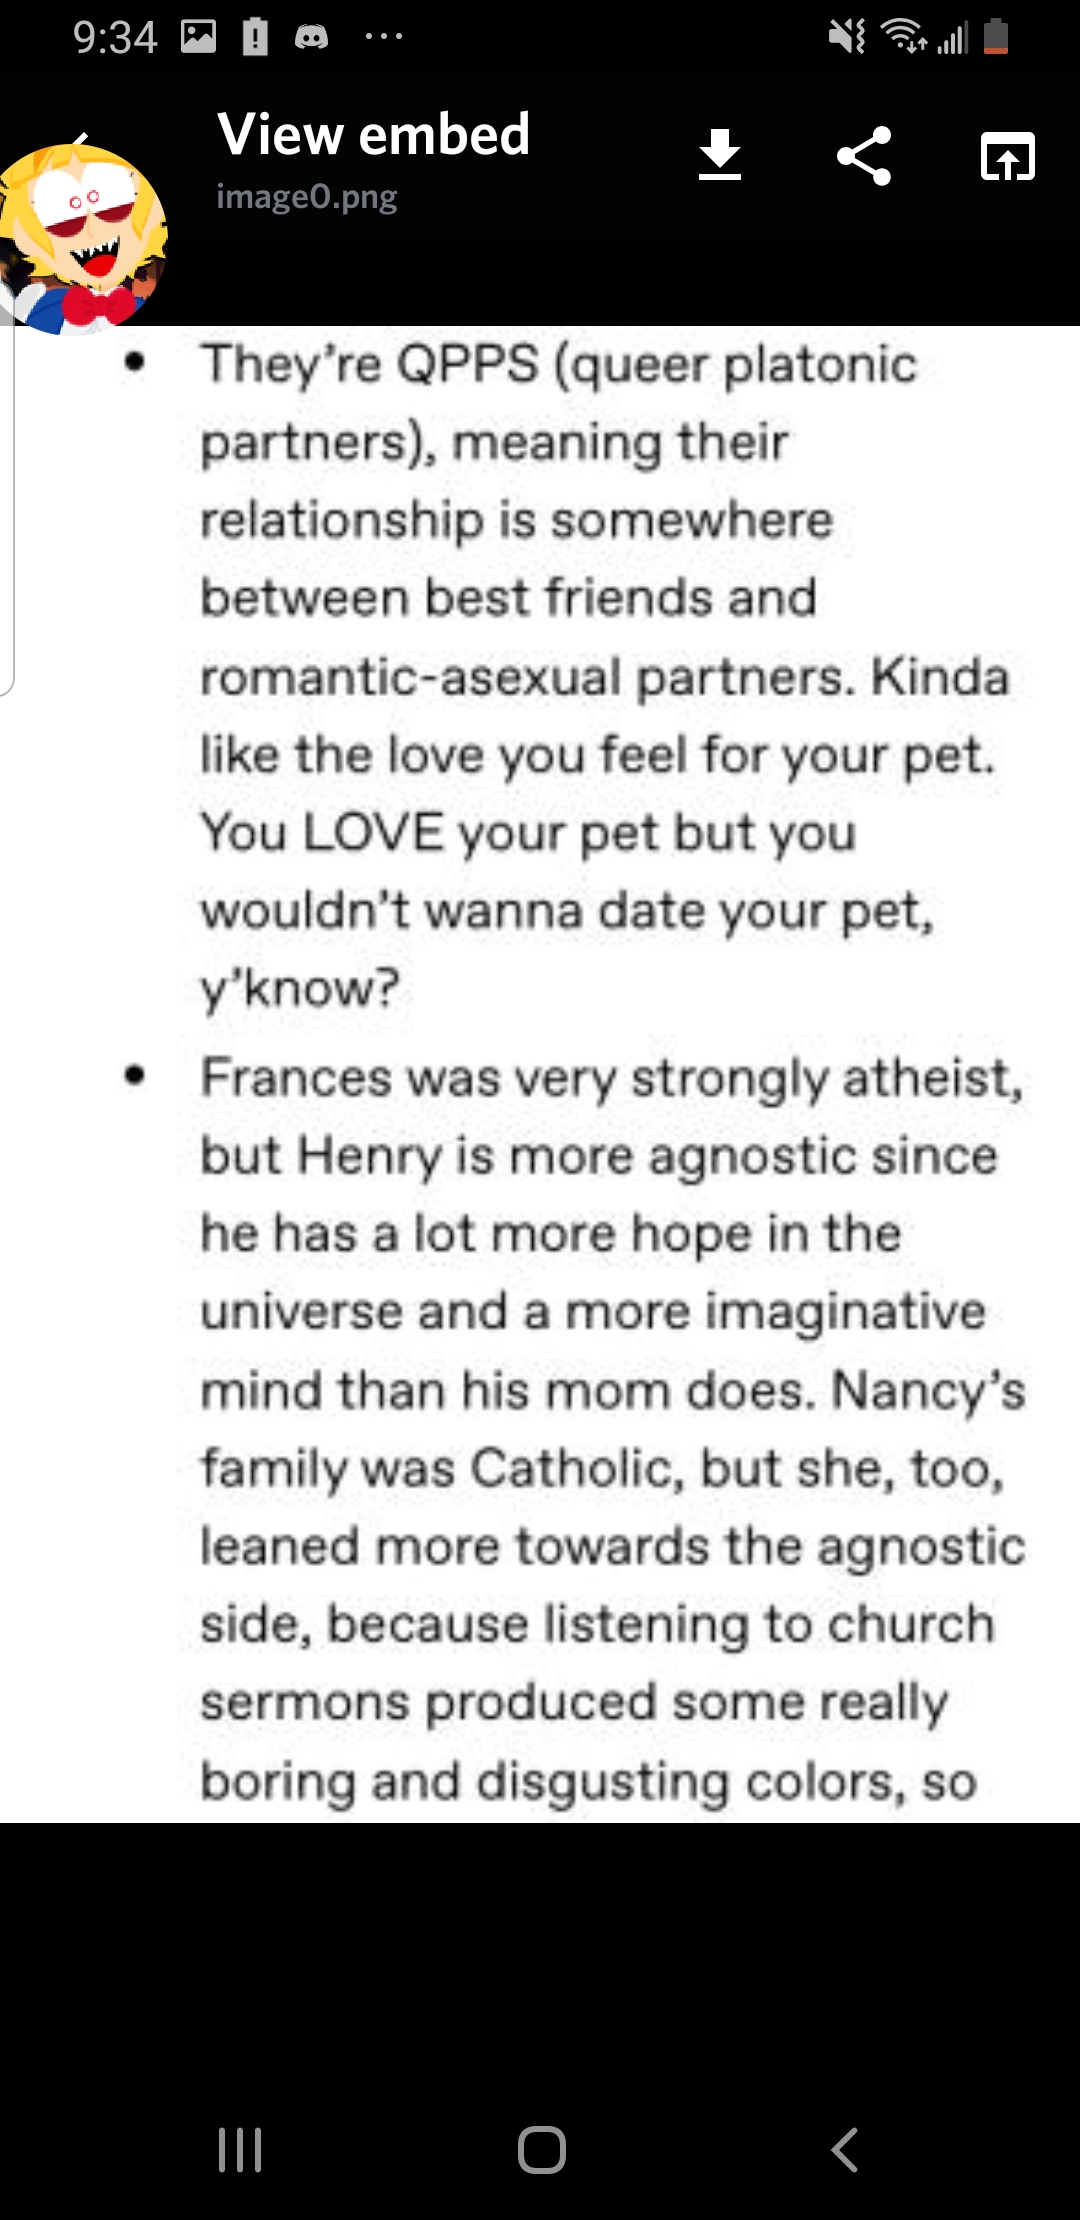 9:34
View embed
image0.png
• They’re QPPS (queer platonic
partners), meaning their
relationship is somewhere
between best friends and
romantic-asexual partners. Kinda
like the love you feel for your pet.
You LOVE your pet but you
wouldn’t wanna date your pet,
y’know?
• Frances was very strongly atheist,
but Henry is more agnostic since
he has a lot more hope in the
universe and a more imaginative
mind than his mom does. Nancy’s
family was Catholic, but she, too,
leaned more towards the agnostic
side, because listening to church
sermons produced some really
boring and disgusting colors, so